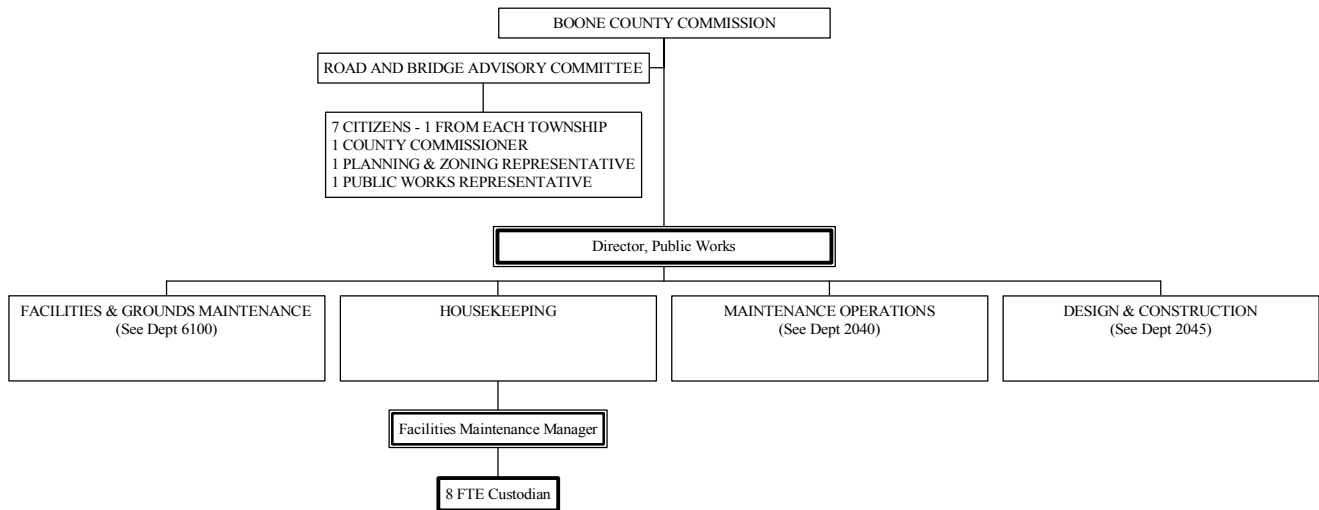 BOONE COUNTY COMMISSION
ROAD AND BRIDGE ADVISORY COMMITTEE
7 CITIZENS - 1 FROM EACH TOWNSHIP
1 COUNTY COMMISSIONER
1 PLANNING & ZONING REPRESENTATIVE
1 PUBLIC WORKS REPRESENTATIVE
Director, Public Works
FACILITIES & GROUNDS MAINTENANCE
(See Dept 6100)
HOUSEKEEPING
MAINTENANCE OPERATIONS
(See Dept 2040)
DESIGN & CONSTRUCTION
(See Dept 2045)
Facilities Maintenance Manager
8 FTE Custodian